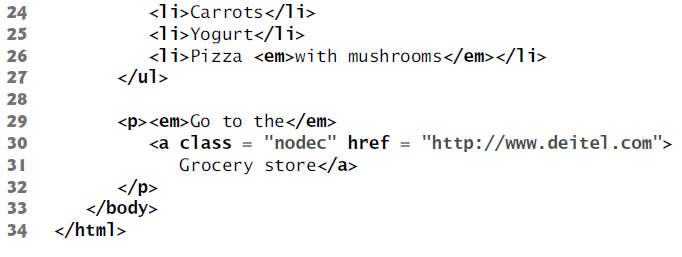 24 <li>Carrots</li>
25 <li>Yogurt</li>
26 <li>Pizza <em>with mushrooms</em></li>
27 </ul>
28
29 <p><em>Go to the</em>
30 <a class = "nodec" href = "http://www.deitel.com">
31 Grocery store</a>
32 </p>
33 </body>
34 </html>